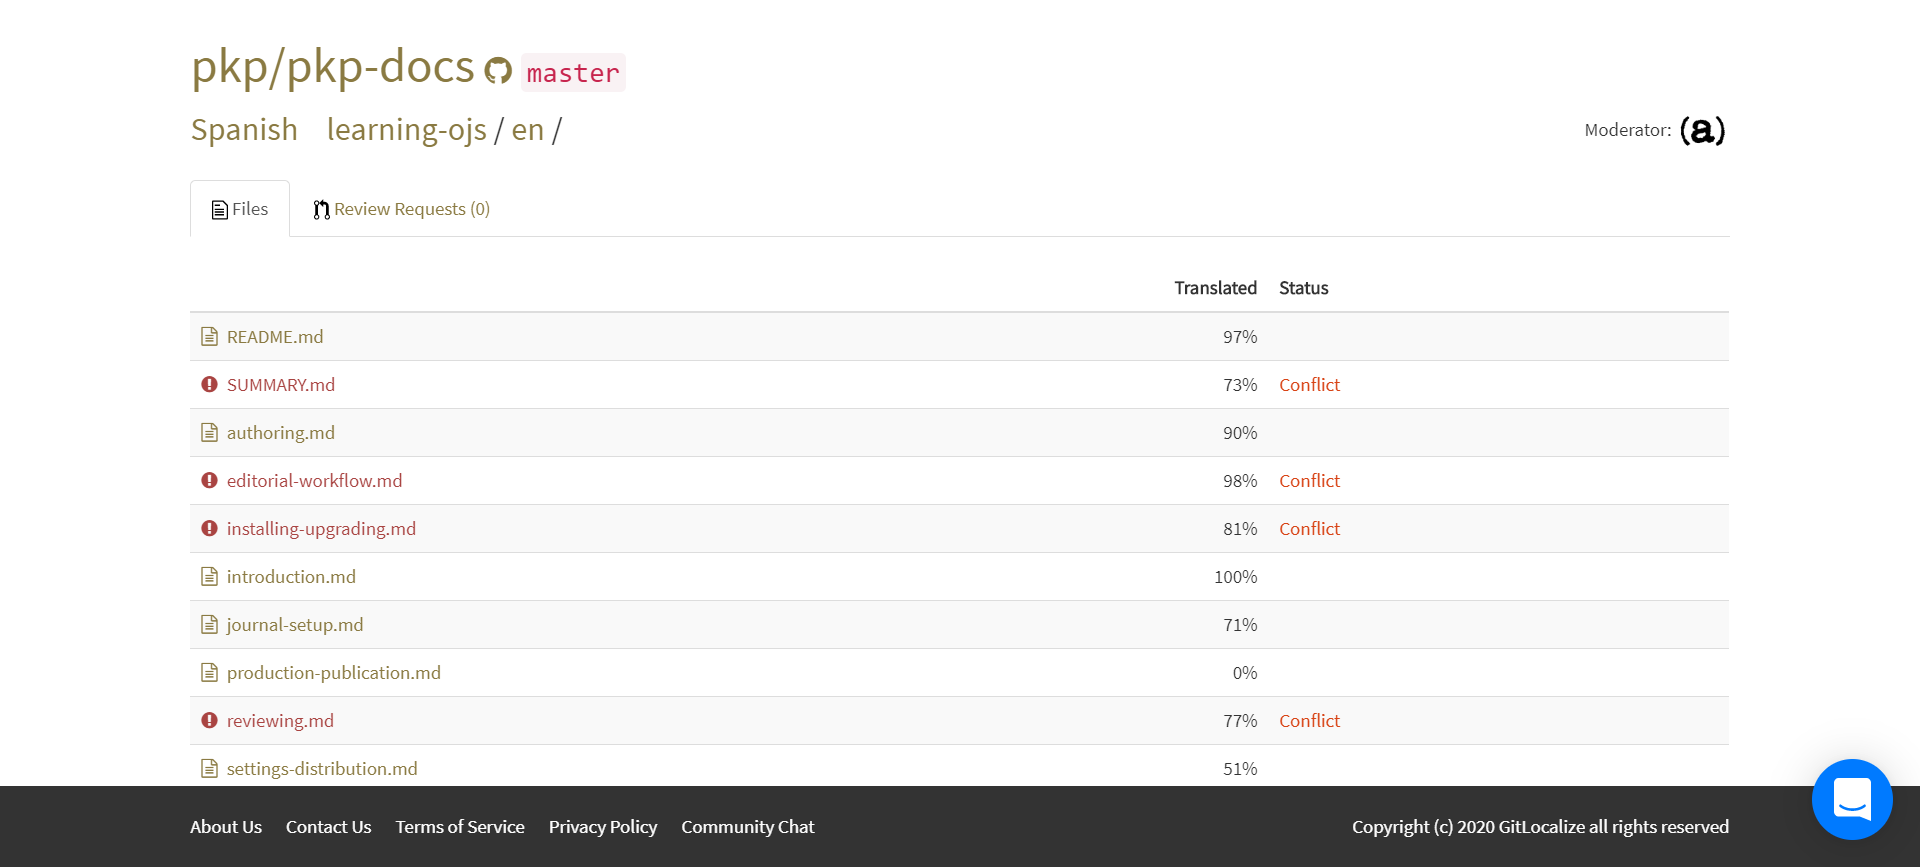 pkp/pkp-docs master
Spanish learning-ojs / en /
Moderator: (a)
Files Review Requests (0)
Translated Status
README.md 97%
SUMMARY.md 73% Conflict
authoring.md 90%
editorial-workflow.md 98% Conflict
installing-upgrading.md 81% Conflict
introduction.md 100%
journal-setup.md 71%
production-publication.md 0%
reviewing.md 77% Conflict
settings-distribution.md 51%
About Us Contact Us Terms of Service Privacy Policy Community Chat Copyright (c) 2020 GitLocalize all rights reserved